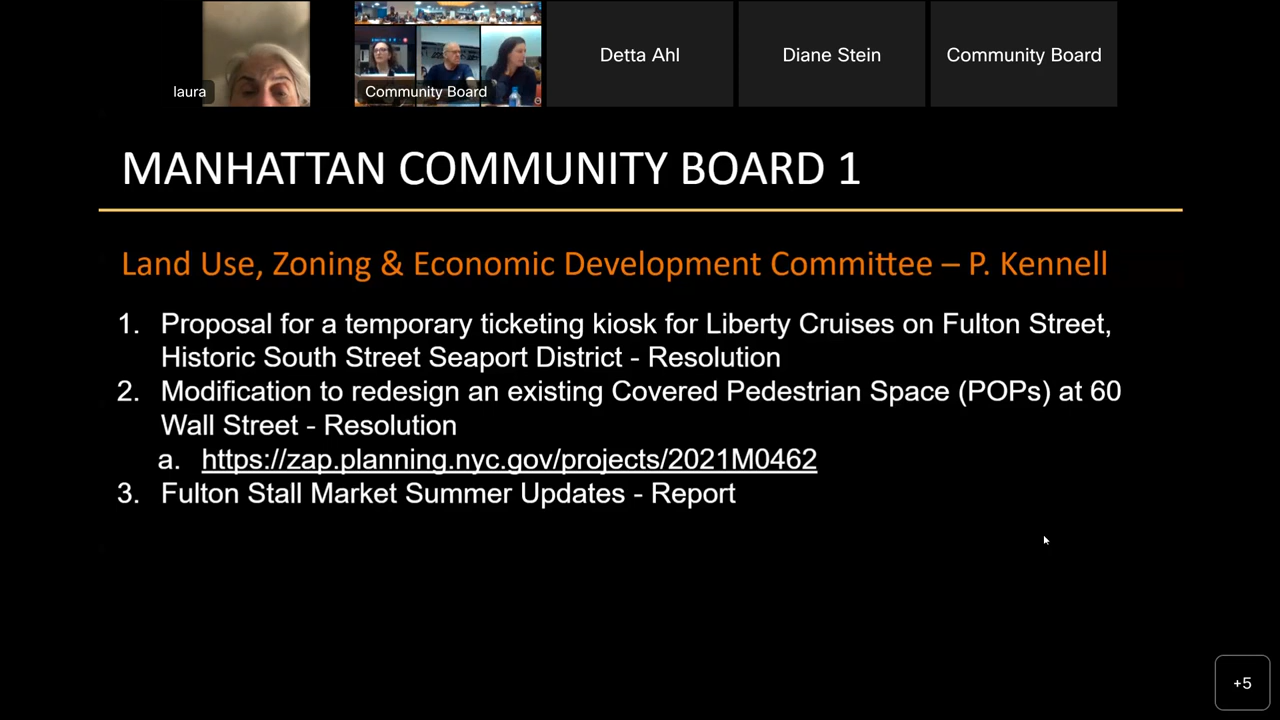 Detta Ahl
Diane Stein
Community Board
laura
Community Board
MANHATTAN COMMUNITY BOARD 1
Land Use, Zoning & Economic Development Committee – P. Kennell
1. Proposal for a temporary ticketing kiosk for Liberty Cruises on Fulton Street,
Historic South Street Seaport District - Resolution
2. Modification to redesign an existing Covered Pedestrian Space (POPs) at 60
Wall Street - Resolution
a. https://zap.planning.nyc.gov/projects/2021M0462
3. Fulton Stall Market Summer Updates - Report
+5